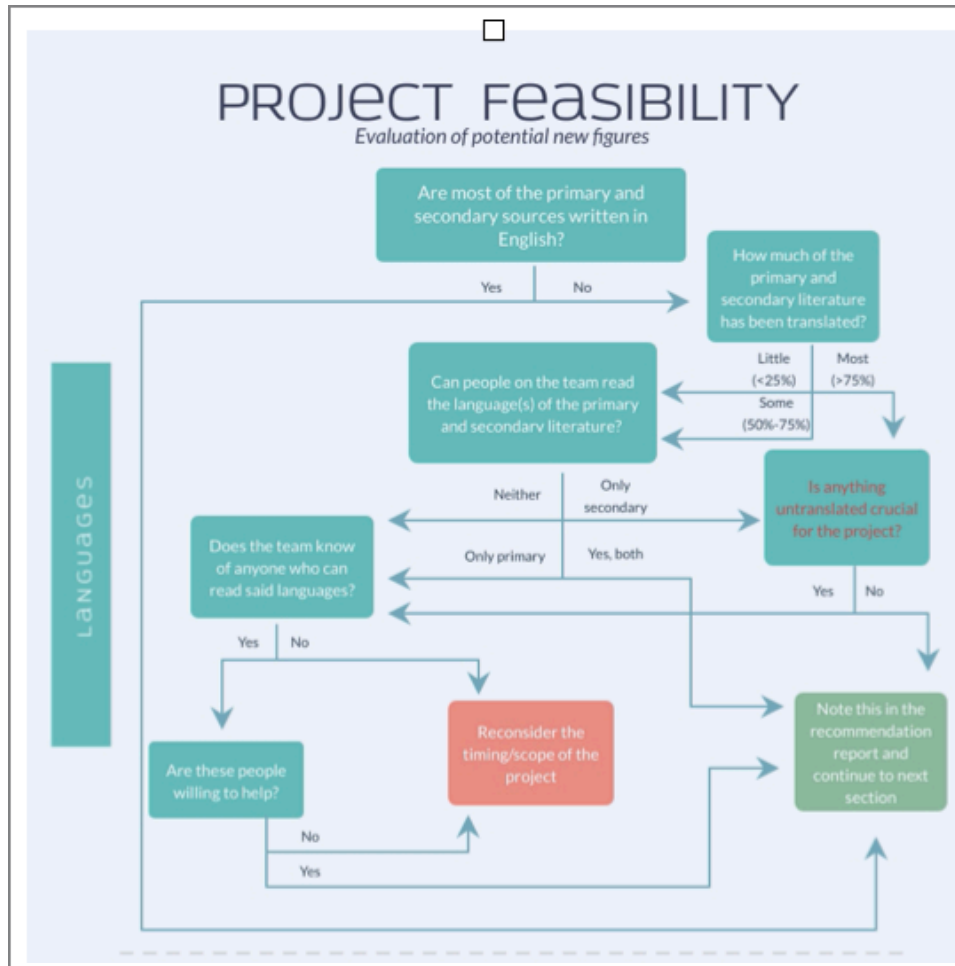 PROJECT FEASIBILITY
Evaluation of potential new figures
Are most of the primary and
secondary sources written in
English?
How much of the
primary and
secondary literature
has been translated?
Yes
No
Little
(<25%)
Most
(>75%)
Some
(50%-75%)
Can people on the team read
the language(s) of the primary
and secondary literature?
LANGUAGES
Is anything
untranslated crucial
for the project?
Neither
Only
secondary
Only primary
Yes, both
Does the team know
of anyone who can
read said languages?
Yes
No
Yes
No
Reconsider the
timing/scope of the
project
Note this in the
recommendation
report and
continue to next
section
Are these people
willing to help?
No
Yes